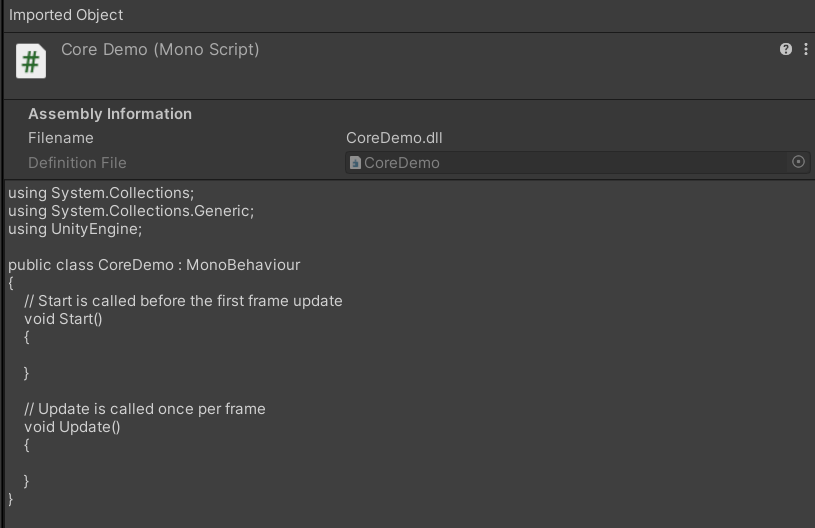 Imported Object
Core Demo (Mono Script)
Assembly Information
Filename CoreDemo.dll
Definition File CoreDemo
using System.Collections;
using System.Collections.Generic;
using UnityEngine;

public class CoreDemo : MonoBehaviour
{
    // Start is called before the first frame update
    void Start()
    {

    }

    // Update is called once per frame
    void Update()
    {

    }
}